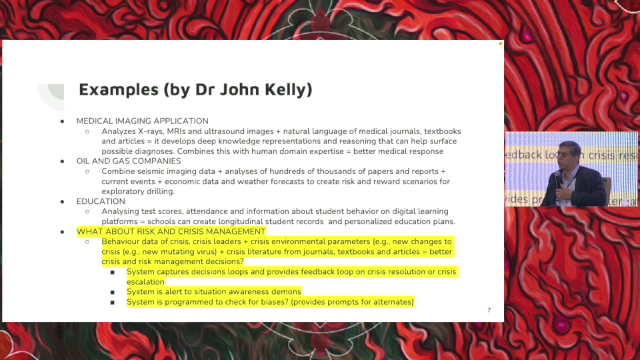 Examples (by Dr John Kelly)
● MEDICAL IMAGING APPLICATION
○ Analyzes X-rays, MRIs and ultrasound images + natural language of medical journals, textbooks
and articles = it develops deep knowledge representations and reasoning that can help surface
possible diagnoses. Combines this with human domain expertise = better medical response
● OIL AND GAS COMPANIES
○ Combine seismic imaging data + analyses of hundreds of thousands of papers and reports +
current events + economic data and weather forecasts to create risk and reward scenarios for
exploratory drilling.
● EDUCATION
○ Analysing test scores, attendance and information about student behavior on digital learning
platforms = schools can create longitudinal student records and personalized education plans.
● WHAT ABOUT RISK AND CRISIS MANAGEMENT
○ Behaviour data of crisis, crisis leaders + crisis environmental parameters (e.g., new changes to
crisis (e.g., new mutating virus) + crisis literature from journals, textbooks and articles = better
crisis and risk management decisions?
■ System captures decisions loops and provides feedback loop on crisis resolution or crisis
escalation
■ System is alert to situation awareness demons
■ System is programmed to check for biases? (provides prompts for alternates)
7
edback loo on crisis res